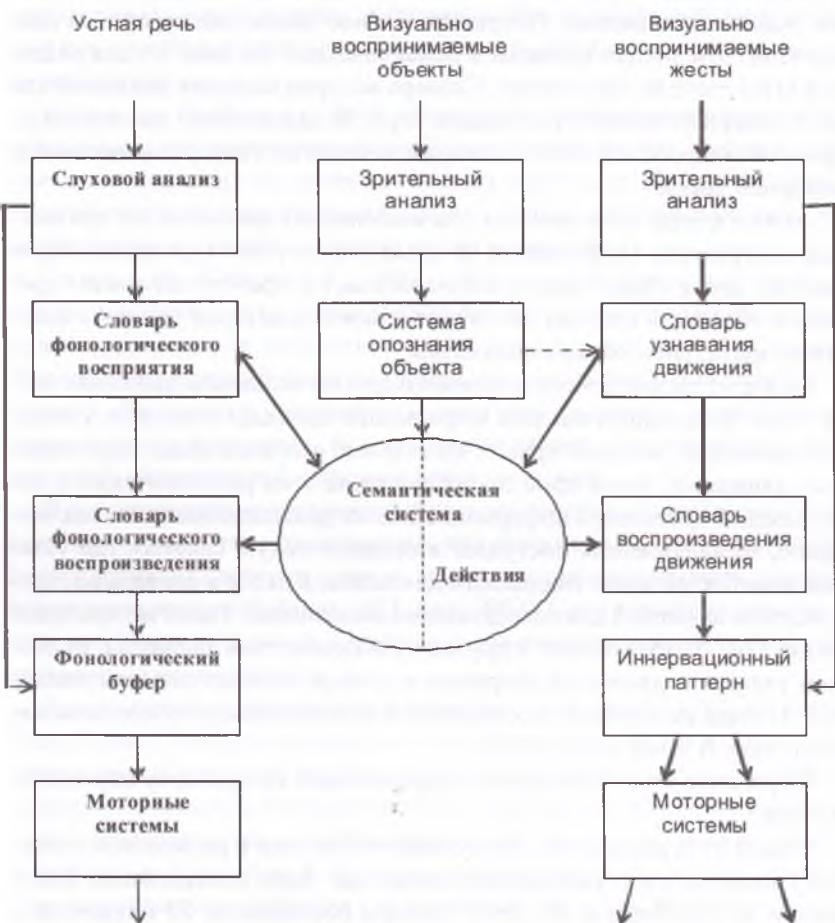 Устная речь
Визуально
воспринимаемые
объекты
Визуально
воспринимаемые
жесты
Слуховой анализ
Зрительный
анализ
Зрительный
анализ
Словарь
фонологического
восприятия
Система
опознания
объекта
Словарь
узнавания
движения
Семантическая
система
Действия
Словарь
фонологического
воспроизведения
Словарь
воспроизведения
движения
Фонологический
буфер
Иннервационный
паттерн
Моторные
системы
Моторные
системы